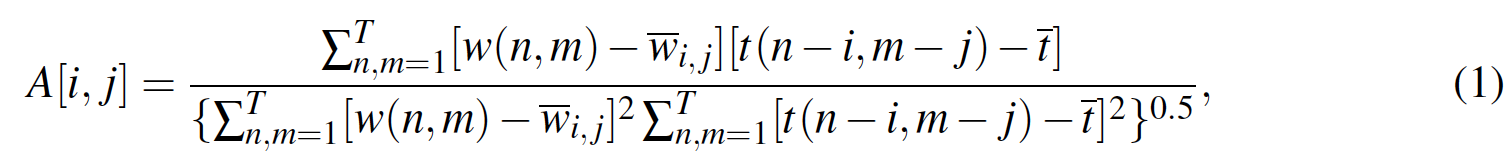 A[i, j] = \frac{\sum_{n,m=1}^{T}[w(n,m) - \overline{w}_{i,j}][t(n-i,m-j) - \overline{t}]}{\{\sum_{n,m=1}^{T}[w(n,m) - \overline{w}_{i,j}]^2 \sum_{n,m=1}^{T}[t(n-i,m-j) - \overline{t}]^2\}^{0.5}}, (1)